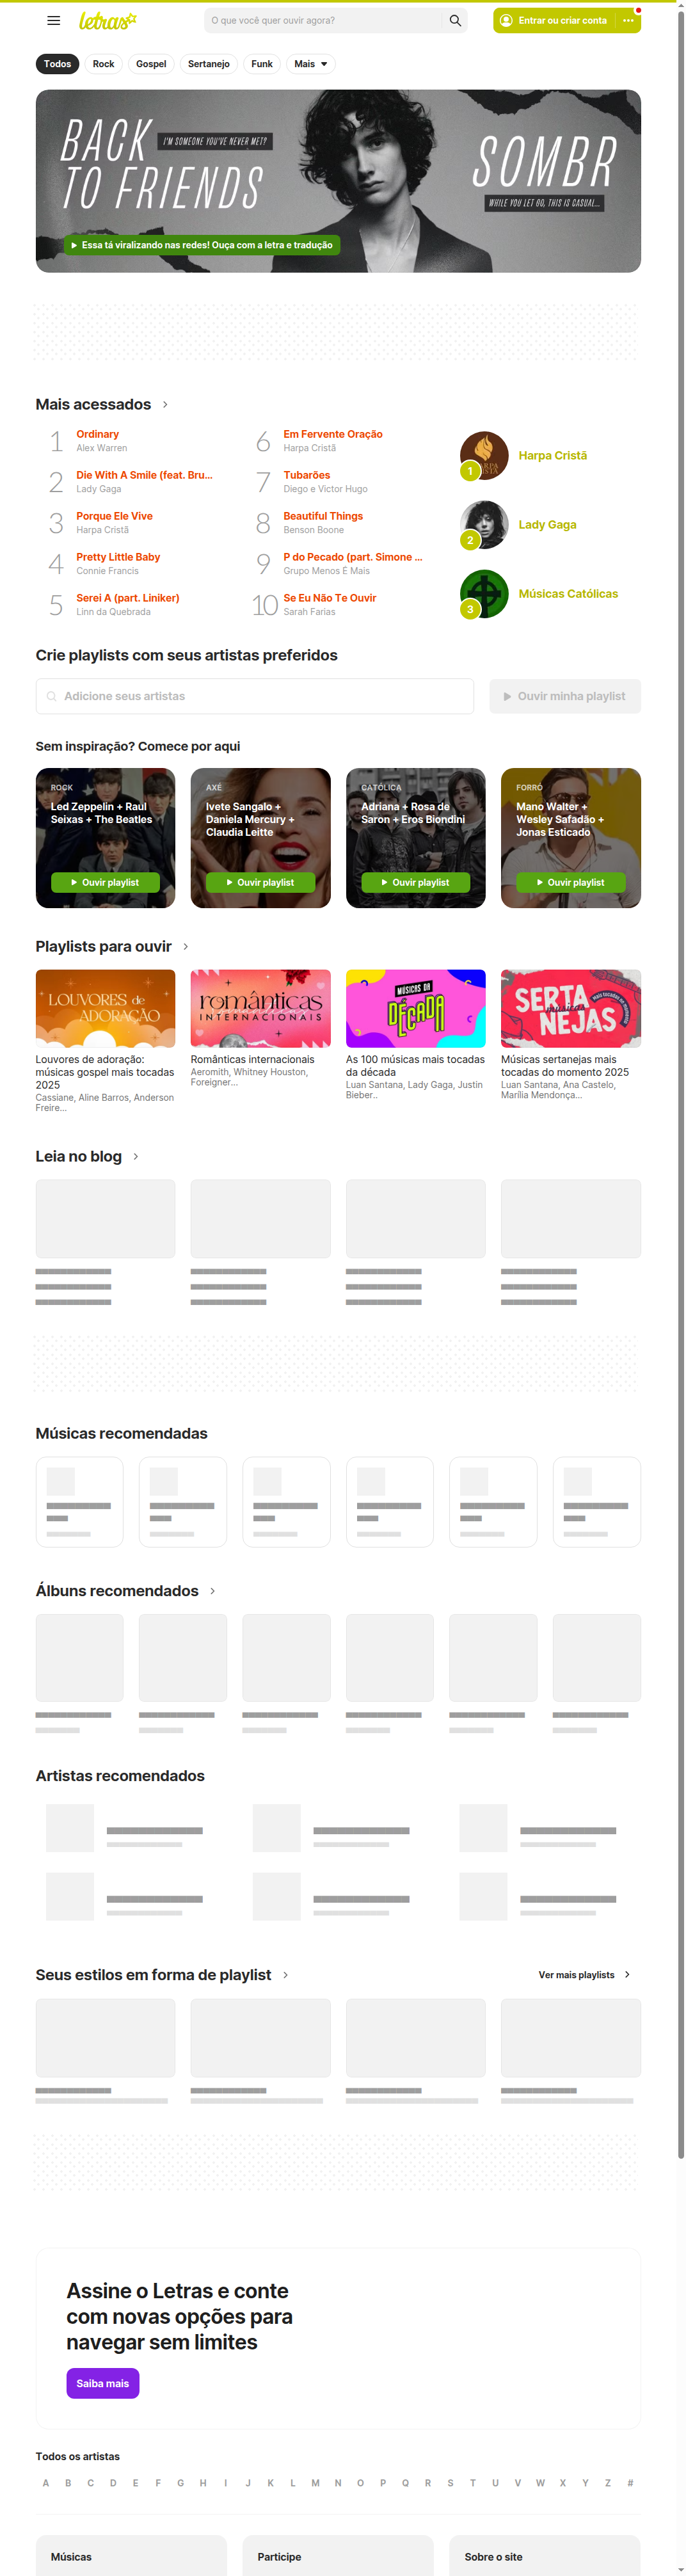 letras
O que você quer ouvir agora?
Entrar ou criar conta
Todos
Rock
Gospel
Sertanejo
Funk
Mais
BACK
I'M SOMEONE YOU'VE NEVER MET?
TO FRIENDS
SOMBR
WHILE YOU LET GO, THIS IS CASUAL...
Essa tá viralizando nas redes! Ouça com a letra e tradução
Mais acessados
1
Ordinary
Alex Warren
2
Die With A Smile (feat. Bru...
Lady Gaga
3
Porque Ele Vive
Harpa Cristã
4
Pretty Little Baby
Connie Francis
5
Serei A (part. Liniker)
Linn da Quebrada
6
Em Fervente Oração
Harpa Cristã
7
Tubarões
Diego e Victor Hugo
8
Beautiful Things
Benson Boone
9
P do Pecado (part. Simone ...
Grupo Menos É Mais
10
Se Eu Não Te Ouvir
Sarah Farias
1
Harpa Cristã
2
Lady Gaga
3
Músicas Católicas
Crie playlists com seus artistas preferidos
Adicione seus artistas
Ouvir minha playlist
Sem inspiração? Comece por aqui
ROCK
Led Zeppelin + Raul
Seixas + The Beatles
Ouvir playlist
AXÉ
Ivete Sangalo +
Daniela Mercury +
Claudia Leitte
Ouvir playlist
CATÓLICA
Adriana + Rosa de
Saron + Eros Biondini
Ouvir playlist
FORRÓ
Mano Walter +
Wesley Safadão +
Jonas Esticado
Ouvir playlist
Playlists para ouvir
LOUVORES de
ADORAÇÃO
Louvores de adoração:
músicas gospel mais tocadas
2025
Cassiane, Aline Barros, Anderson
Freire...
românticas
INTERNACIONAIS
Românticas internacionais
Aeromith, Whitney Houston,
Foreigner...
MÚSICAS DA
DÉCADA
As 100 músicas mais tocadas
da década
Luan Santana, Lady Gaga, Justin
Bieber..
SERTA
músicas
NEJAS
Músicas sertanejas mais
tocadas do momento 2025
Luan Santana, Ana Castelo,
Marília Mendonça...
Leia no blog
Músicas recomendadas
Álbuns recomendados
Artistas recomendados
Seus estilos em forma de playlist
Ver mais playlists
Assine o Letras e conte
com novas opções para
navegar sem limites
Saiba mais
Todos os artistas
A B C D E F G H I J K L M N O P Q R S T U V W X Y Z #
Músicas
Participe
Sobre o site